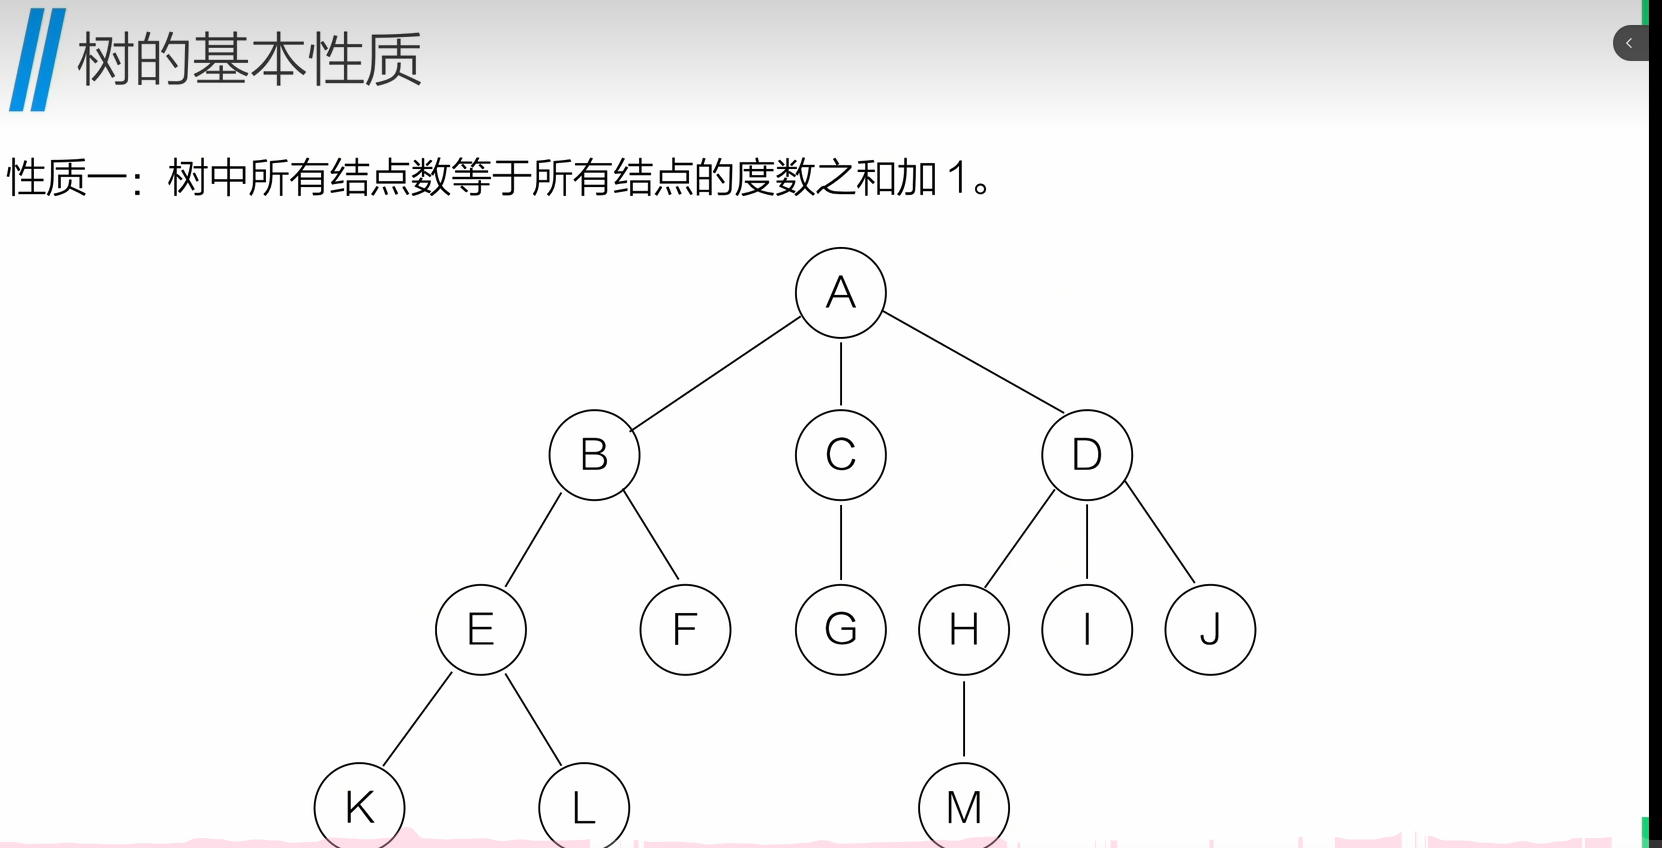 树的基本性质
性质一：树中所有结点数等于所有结点的度数之和加1。
A
B C D
E F G H I J
K L M